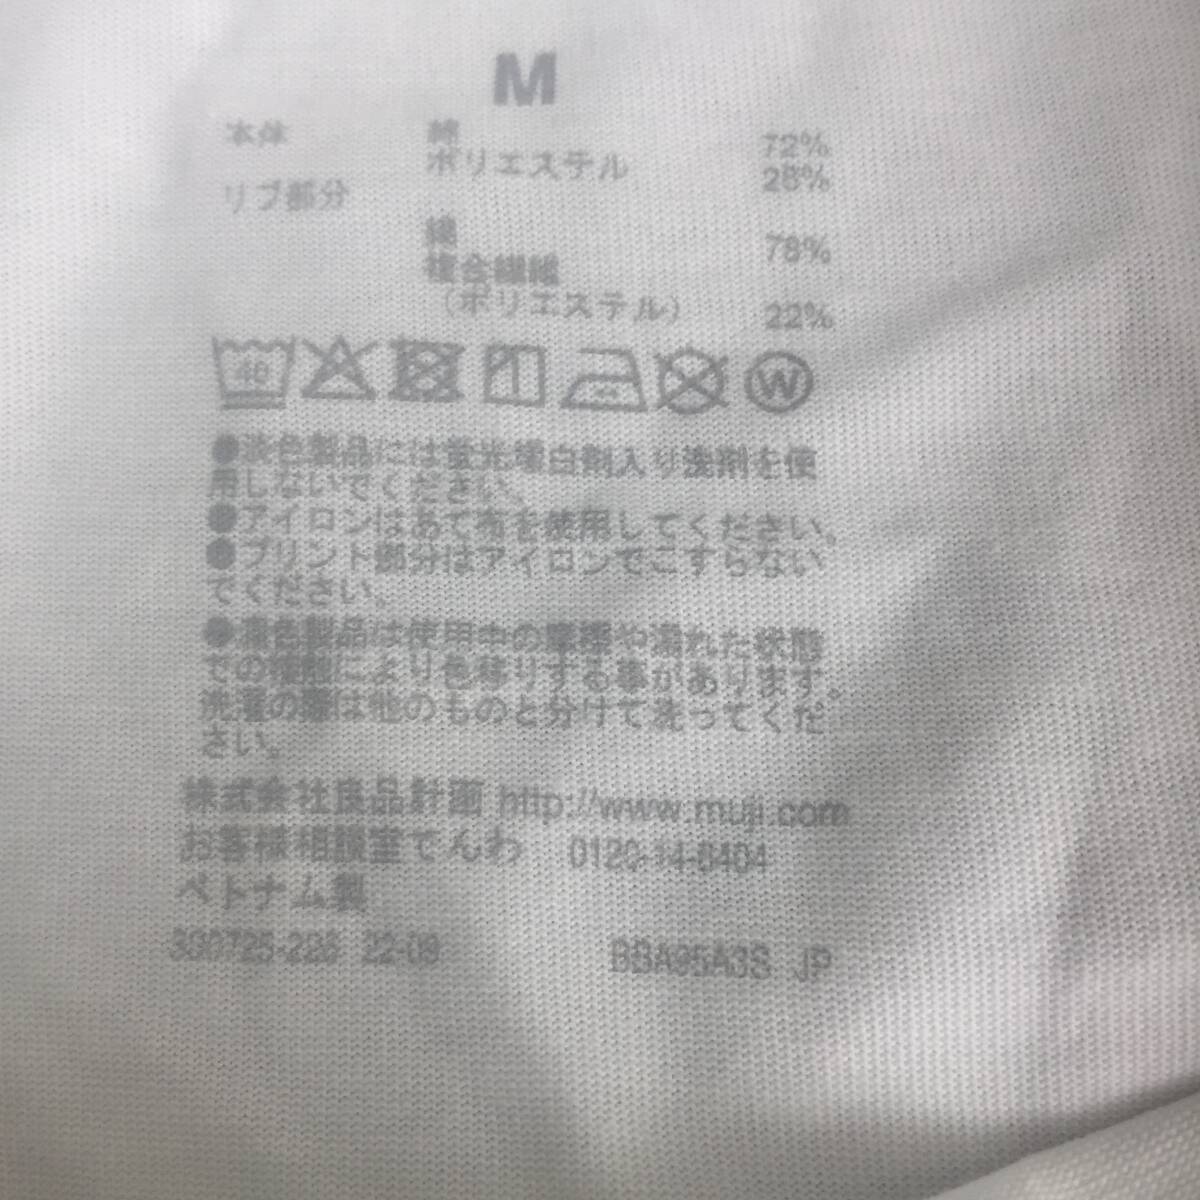 M
本体 綿 72%
ポリエステル 28%
リブ部分
綿 78%
複合繊維
(ポリエステル) 22%
40
W
●淡色製品には蛍光増白剤入り洗剤を使
用しないでください。
●アイロンはあて布を使用してください。
●プリント部分はアイロンでこすらない
でください。
●濃色製品は使用中の摩擦や濡れた状態
での摩擦により色移りする事があります。
洗濯の際は他のものと分けて洗ってくだ
さい。
株式会社良品計画 http://www.muji.com
お客様相談室でんわ 0120-14-6404
ベトナム製
22-09 BBA95A3S JP